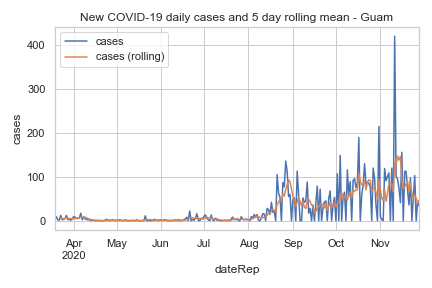 New COVID-19 daily cases and 5 day rolling mean - Guam
cases
cases (rolling)
400
300
200
100
0
cases
Apr May Jun Jul Aug Sep Oct Nov
2020
dateRep